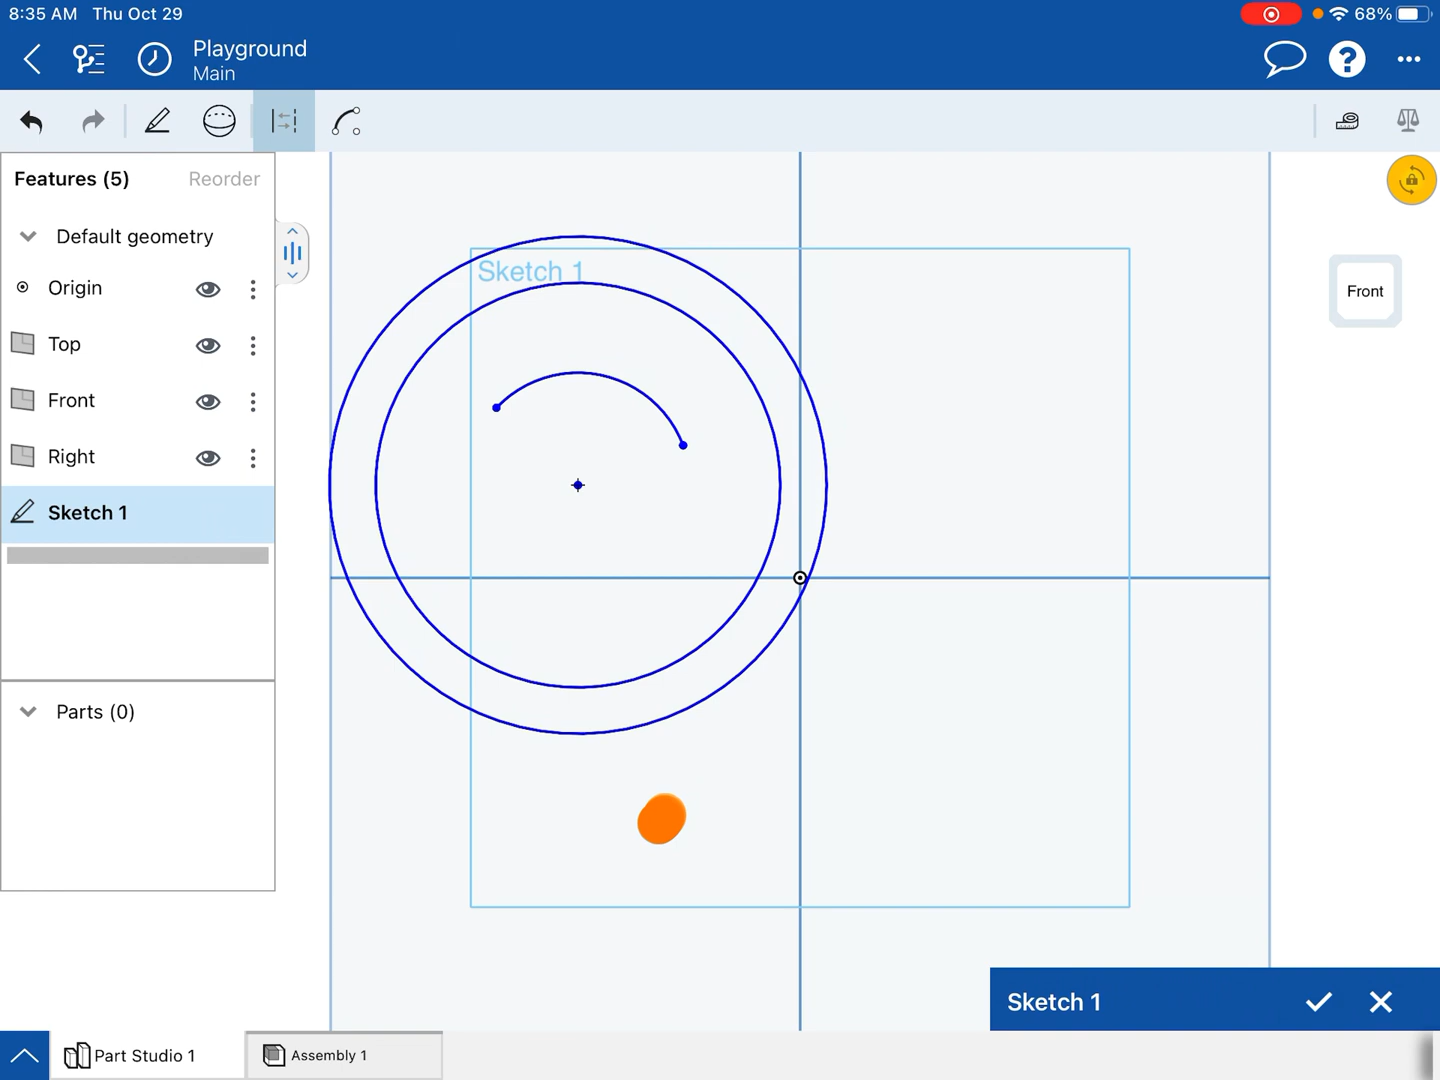 8:35 AM Thu Oct 29
68%
Playground
Main
?
Features (5)
Reorder
Default geometry
Origin
Top
Front
Right
Sketch 1
Parts (0)
Sketch 1
Front
Sketch 1
Part Studio 1
Assembly 1